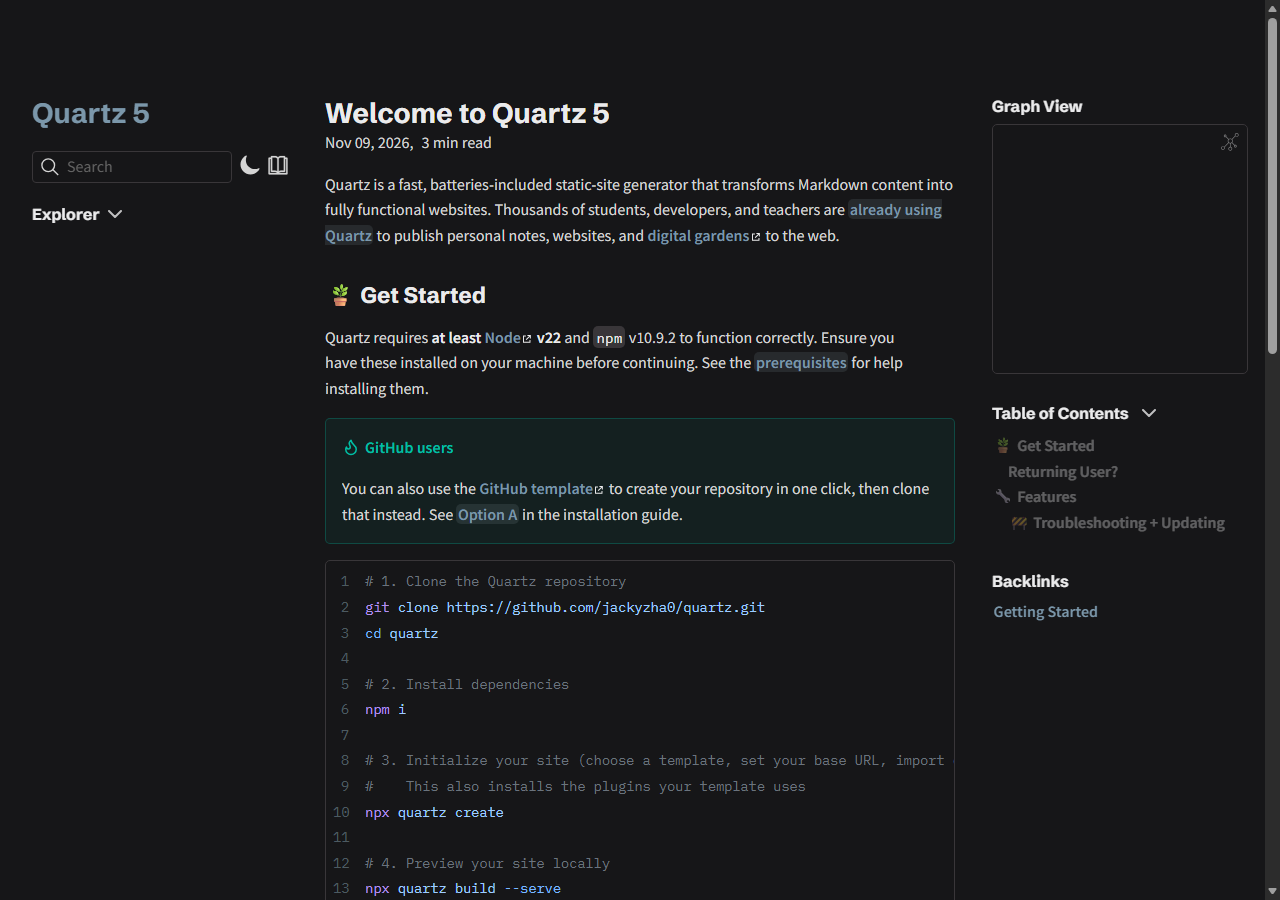 Quartz 5
Search
Explorer
Welcome to Quartz 5
Nov 09, 2026, 3 min read
Quartz is a fast, batteries-included static-site generator that transforms Markdown content into
fully functional websites. Thousands of students, developers, and teachers are already using
Quartz to publish personal notes, websites, and digital gardens to the web.
🪴 Get Started
Quartz requires at least Node v22 and npm v10.9.2 to function correctly. Ensure you
have these installed on your machine before continuing. See the prerequisites for help
installing them.
GitHub users
You can also use the GitHub template to create your repository in one click, then clone
that instead. See Option A in the installation guide.
1 # 1. Clone the Quartz repository
2 git clone https://github.com/jackyzha0/quartz.git
3 cd quartz
4
5 # 2. Install dependencies
6 npm i
7
8 # 3. Initialize your site (choose a template, set your base URL, import
9 #    This also installs the plugins your template uses
10 npx quartz create
11
12 # 4. Preview your site locally
13 npx quartz build --serve
Graph View
Table of Contents
🪴 Get Started
Returning User?
🔧 Features
🚧 Troubleshooting + Updating
Backlinks
Getting Started